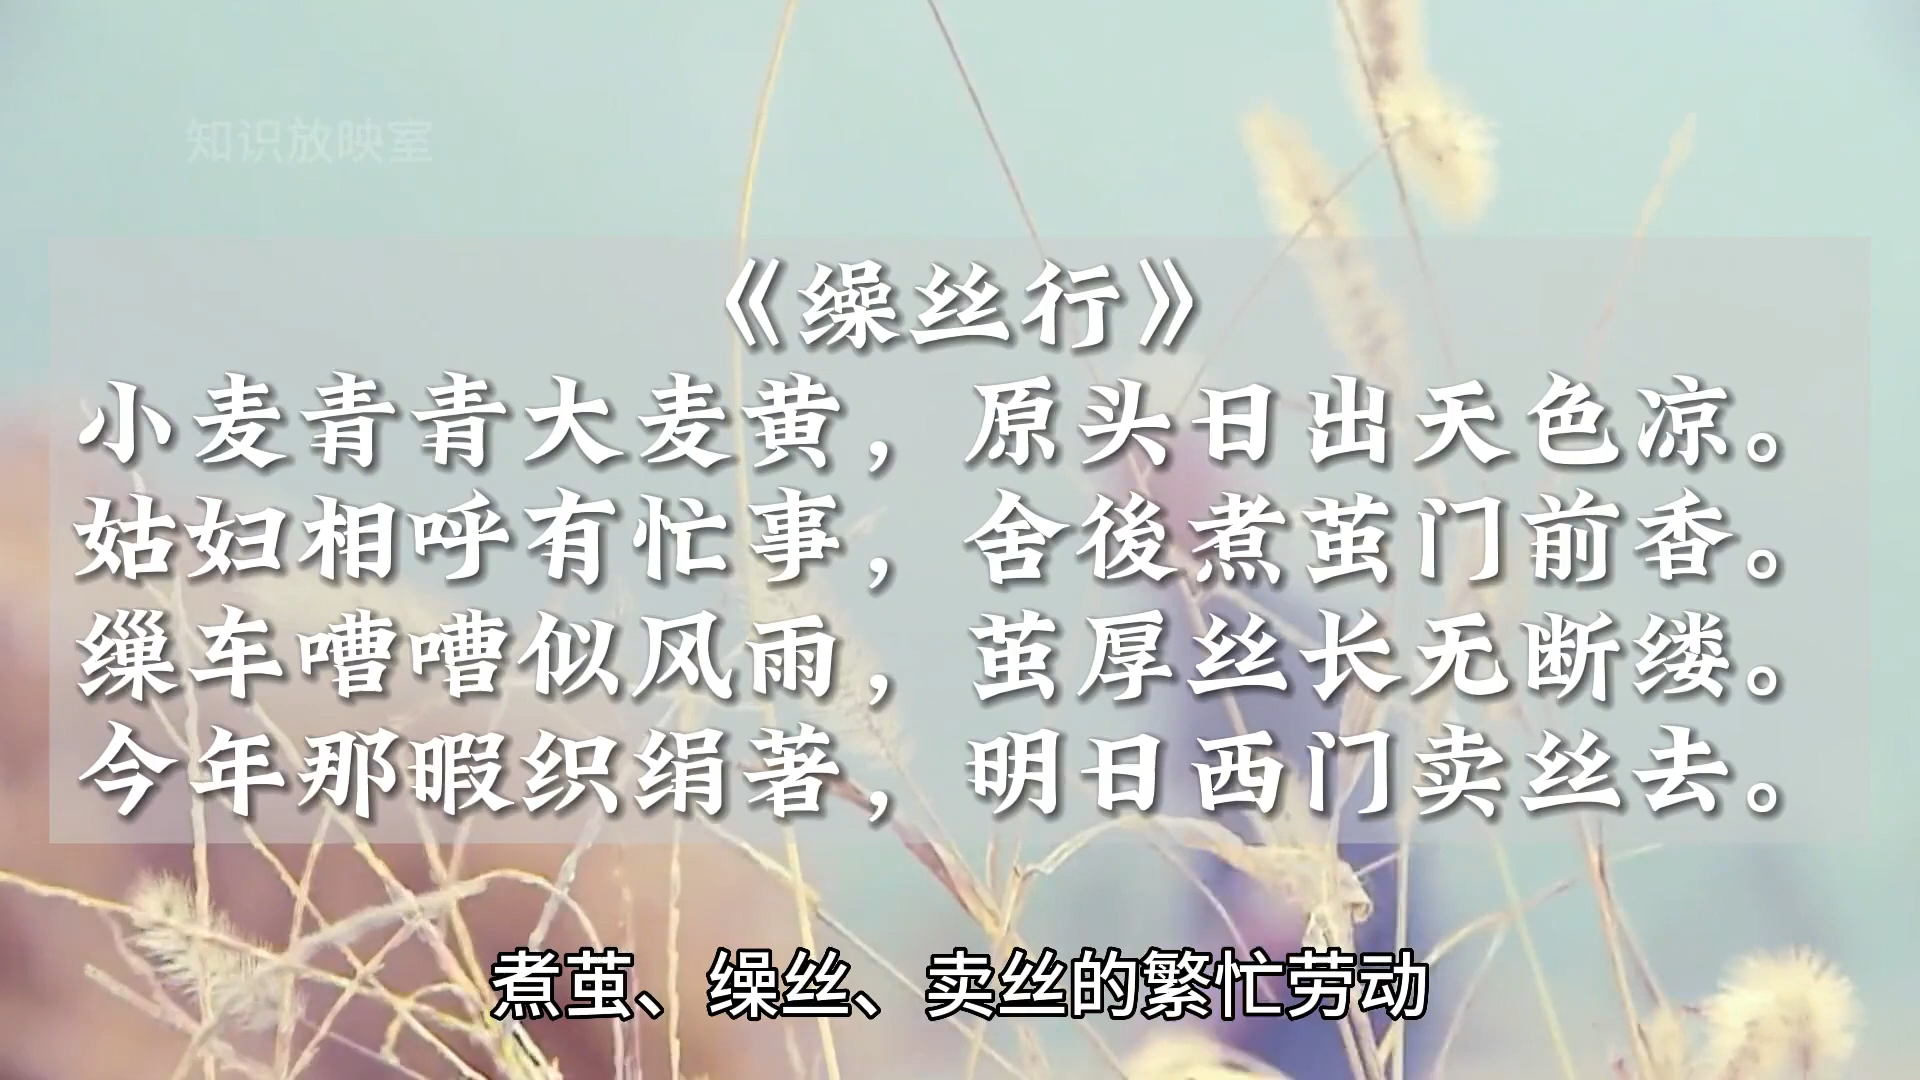 知识放映室
《缲丝行》
小麦青青大麦黄，原头日出天色凉。
姑妇相呼有忙事，舍後煮茧门前香。
缫车嘈嘈似风雨，茧厚丝长无断缕。
今年那暇织绢著，明日西门卖丝去。
煮茧、缲丝、卖丝的繁忙劳动